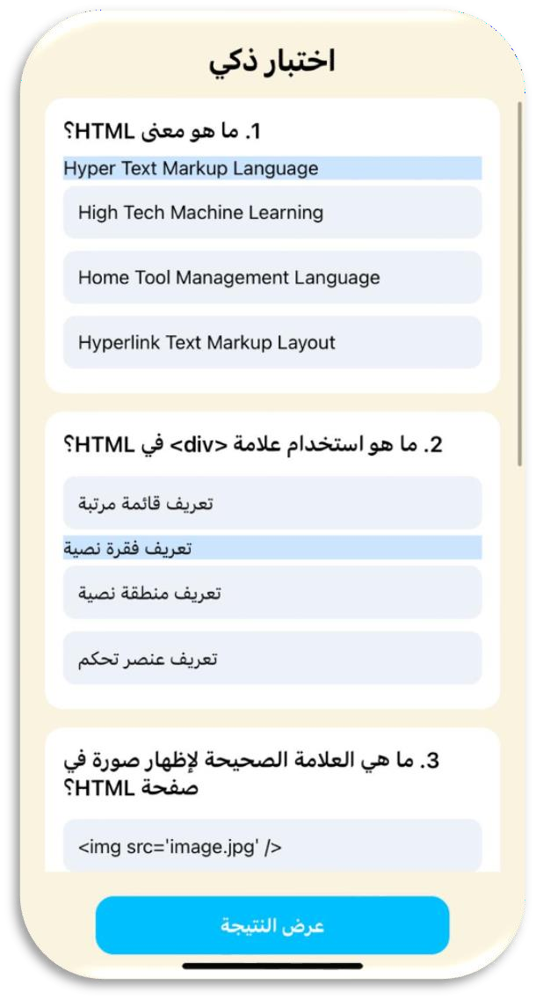 اختبار ذكي
1. ما هو معنى HTML؟
Hyper Text Markup Language
High Tech Machine Learning
Home Tool Management Language
Hyperlink Text Markup Layout
2. ما هو استخدام علامة <div> في HTML؟
تعريف قائمة مرتبة
تعريف فقرة نصية
تعريف منطقة نصية
تعريف عنصر تحكم
3. ما هي العلامة الصحيحة لإظهار صورة في
صفحة HTML؟
<img src='image.jpg' />
عرض النتيجة